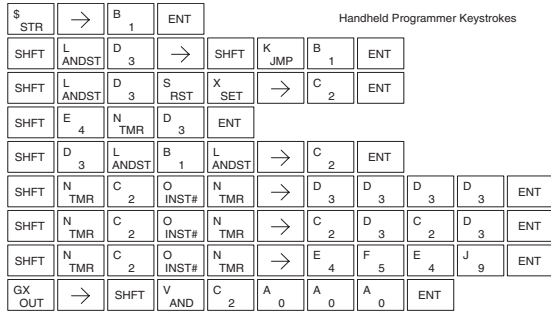 Handheld Programmer Keystrokes
$ STR → B 1 ENT
SHFT L ANDST D 3 → SHFT K JMP B 1 ENT
SHFT L ANDST D 3 S RST X SET → C 2 ENT
SHFT E 4 N TMR D 3 ENT
SHFT D 3 L ANDST B 1 L ANDST → C 2 ENT
SHFT N TMR C 2 O INST# N TMR → D 3 D 3 D 3 D 3 ENT
SHFT N TMR C 2 O INST# N TMR → C 2 D 3 C 2 D 3 ENT
SHFT N TMR C 2 O INST# N TMR → E 4 F 5 E 4 J 9 ENT
GX OUT → SHFT V AND C 2 A 0 A 0 A 0 ENT